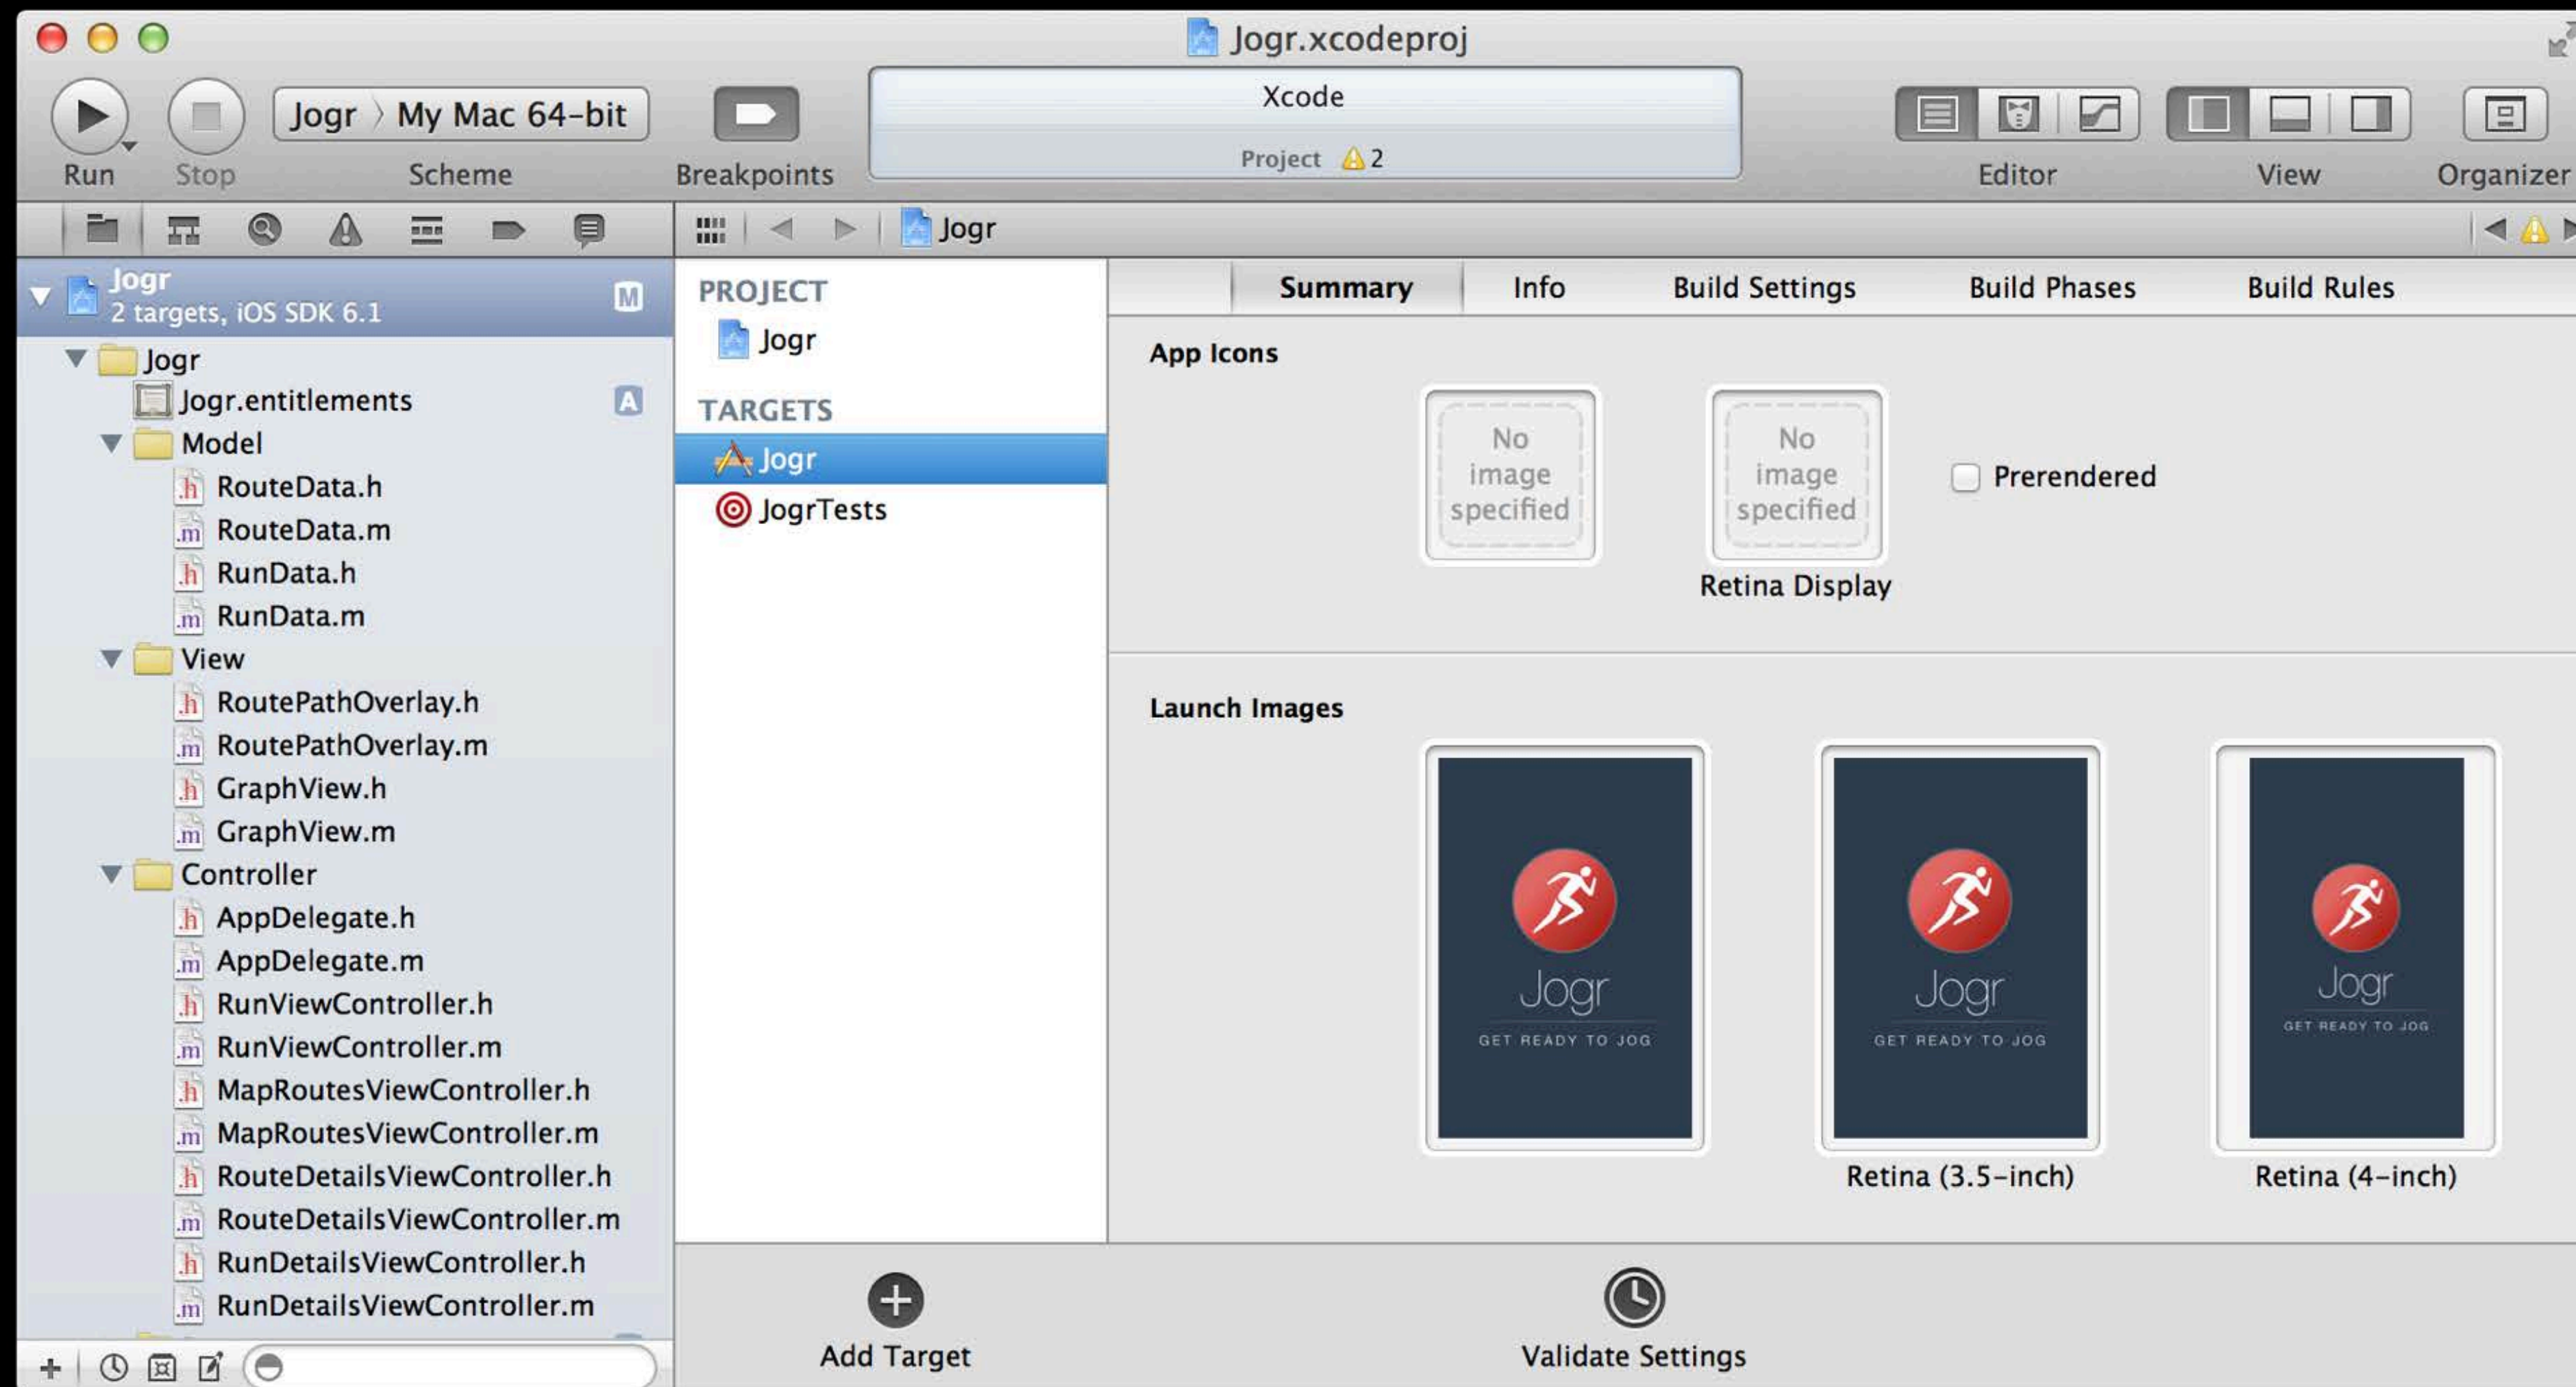 Jogr.xcodeproj
Jogr › My Mac 64-bit
Xcode
Project 2
Run
Stop
Scheme
Breakpoints
Editor
View
Organizer
Jogr
Jogr
2 targets, iOS SDK 6.1
M
Jogr
Jogr.entitlements
A
Model
.h RouteData.h
.m RouteData.m
.h RunData.h
.m RunData.m
View
.h RoutePathOverlay.h
.m RoutePathOverlay.m
.h GraphView.h
.m GraphView.m
Controller
.h AppDelegate.h
.m AppDelegate.m
.h RunViewController.h
.m RunViewController.m
.h MapRoutesViewController.h
.m MapRoutesViewController.m
.h RouteDetailsViewController.h
.m RouteDetailsViewController.m
.h RunDetailsViewController.h
.m RunDetailsViewController.m
PROJECT
Jogr
TARGETS
Jogr
JogrTests
Add Target
Summary
Info
Build Settings
Build Phases
Build Rules
App Icons
No
image
specified
No
image
specified
Retina Display
Prerendered
Launch Images
Jogr
GET READY TO JOG
Jogr
GET READY TO JOG
Retina (3.5-inch)
Jogr
GET READY TO JOG
Retina (4-inch)
Validate Settings